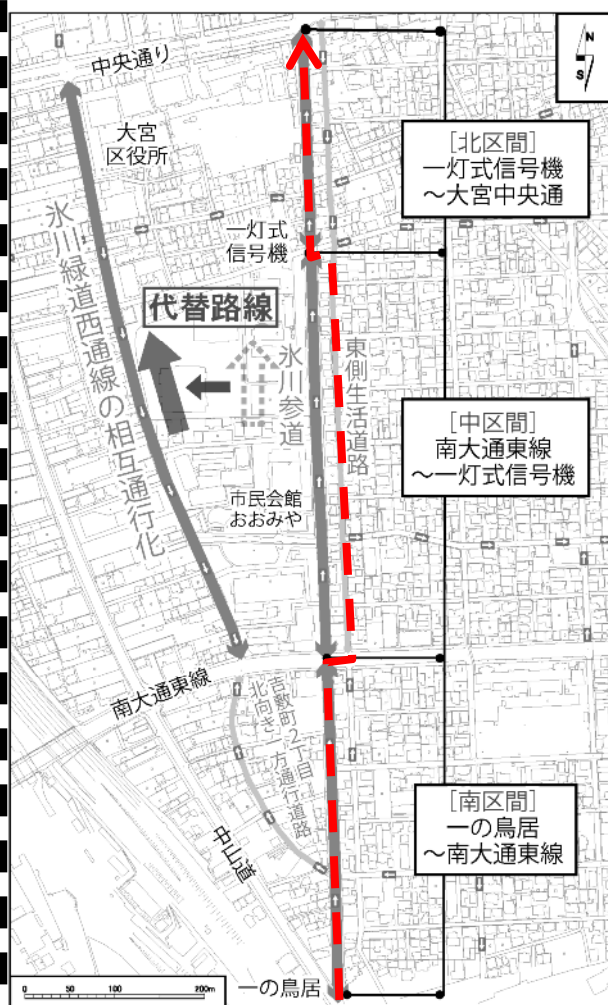 中央通り
N
S
大宮
区役所
[北区間]
一灯式信号機
~大宮中央通
一灯式
信号機
氷川緑道西通線の相互通行化
代替路線
氷川参道
東側生活道路
[中区間]
南大通東線
~一灯式信号機
市民会館
おおみや
南大通東線
吉敷町2丁目
北向き一方通行道路
中山道
[南区間]
一の鳥居
~南大通東線
一の鳥居
0 50 100 200m